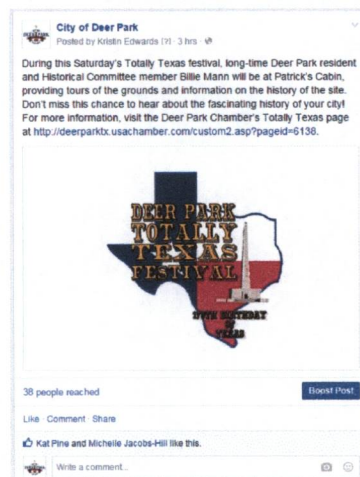 City of Deer Park
Posted by Kristin Edwards [?] · 3 hrs ·
During this Saturday's Totally Texas festival, long-time Deer Park resident
and Historical Committee member Billie Mann will be at Patrick's Cabin,
providing tours of the grounds and information on the history of the site.
Don't miss this chance to hear about the fascinating history of your city!
For more information, visit the Deer Park Chamber's Totally Texas page
at http://deerparktx.usachamber.com/custom2.asp?pageid=6138.
DEER PARK
TOTALLY
TEXAS
FESTIVAL
BIRTHDAY
OF
TEXAS
38 people reached
Boost Post
Like · Comment · Share
Kat Pine and Michelle Jacobs-Hill like this.
Write a comment...